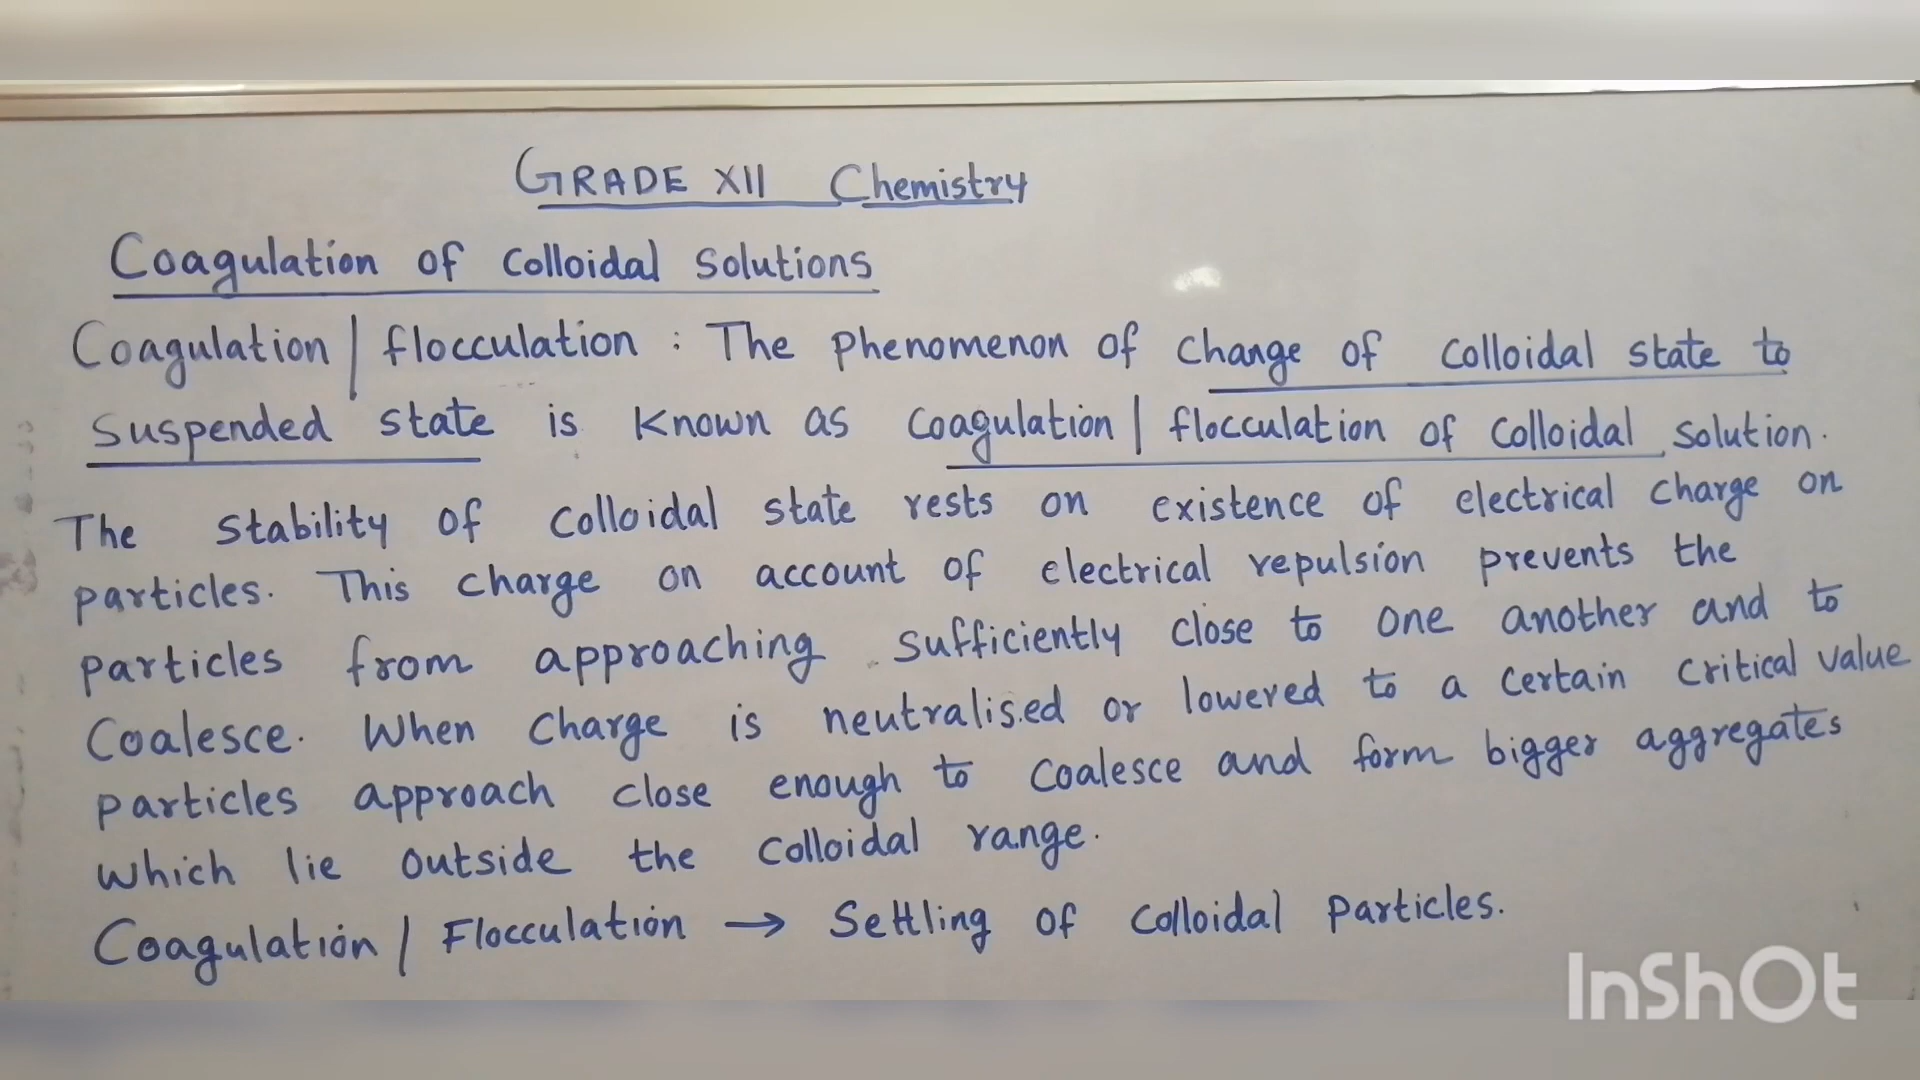 GRADE XII Chemistry
Coagulation of colloidal solutions
Coagulation / flocculation : The phenomenon of change of colloidal state to
suspended state is known as coagulation / flocculation of colloidal solution.
The stability of colloidal state rests on existence of electrical charge on
particles. This charge on account of electrical repulsion prevents the
particles from approaching sufficiently close to one another and to
coalesce. When charge is neutralised or lowered to a certain critical value
particles approach close enough to coalesce and form bigger aggregates
which lie outside the colloidal range.
Coagulation / Flocculation → Settling of colloidal particles.
InShOt